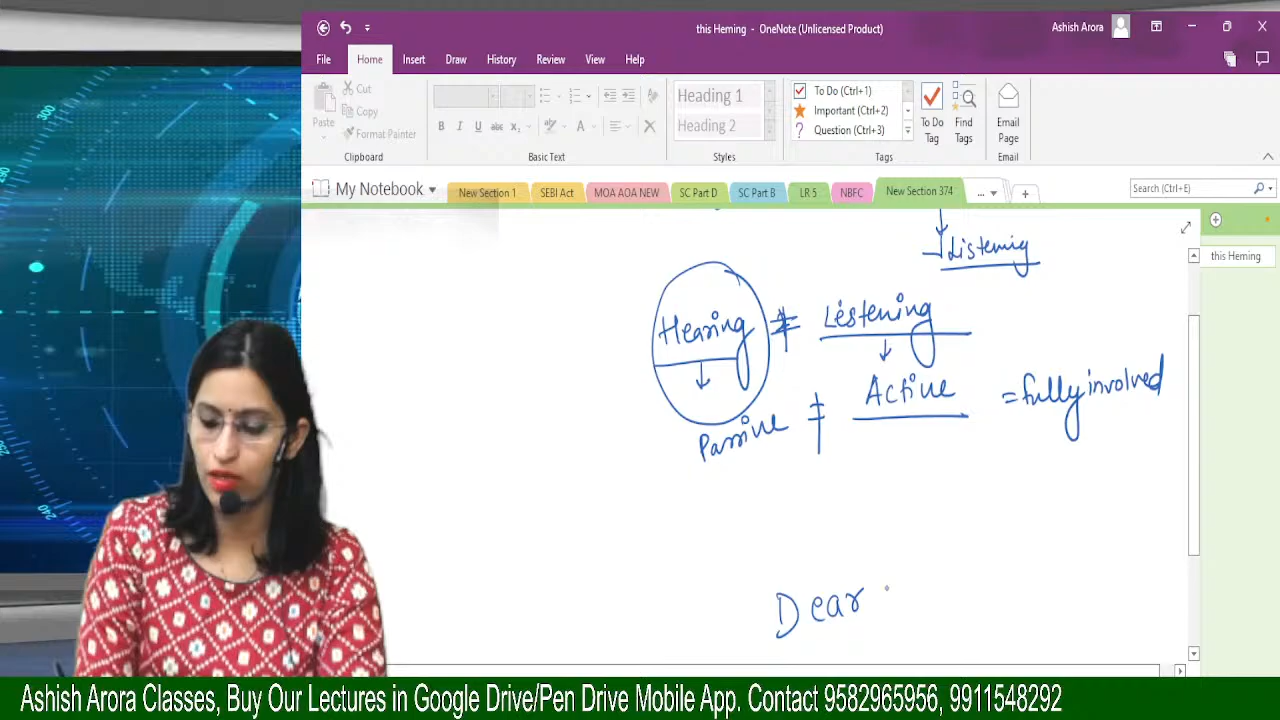 this Heming - OneNote (Unlicensed Product)
Ashish Arora
File Home Insert Draw History Review View Help
Paste
Cut
Copy
Format Painter
Clipboard
B I U abc X₂ A
Basic Text
Heading 1
Heading 2
Styles
To Do (Ctrl+1)
Important (Ctrl+2)
Question (Ctrl+3)
Tags
To Do Tag
Find Tags
Email Page
Email
My Notebook
New Section 1
SEBI Act
MOA AOA NEW
SC Part D
SC Part B
LR 5
NBFC
New Section 374
...
Search (Ctrl+E)
this Heming
Listening
Hearing ≠ Listening
Passive ≠ Active = fully involved
Dear
300
240
Ashish Arora Classes, Buy Our Lectures in Google Drive/Pen Drive Mobile App. Contact 9582965956, 9911548292